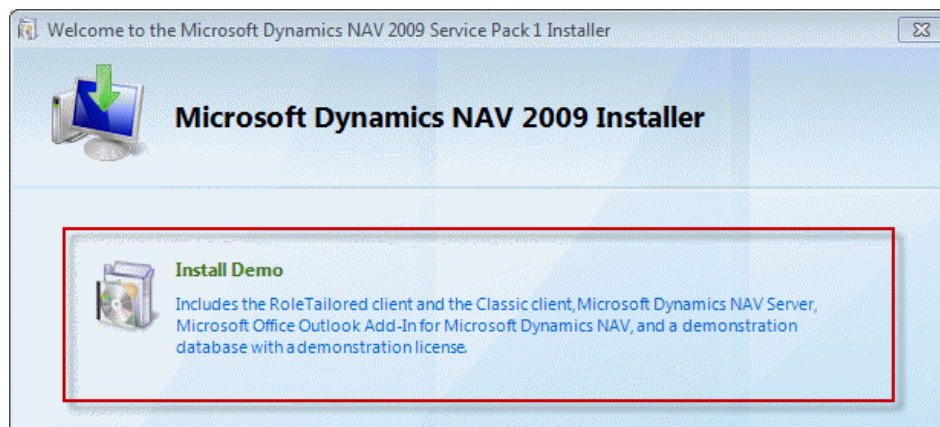 Welcome to the Microsoft Dynamics NAV 2009 Service Pack 1 Installer
Microsoft Dynamics NAV 2009 Installer
Install Demo
Includes the RoleTailored client and the Classic client, Microsoft Dynamics NAV Server,
Microsoft Office Outlook Add-In for Microsoft Dynamics NAV, and a demonstration
database with a demonstration license.